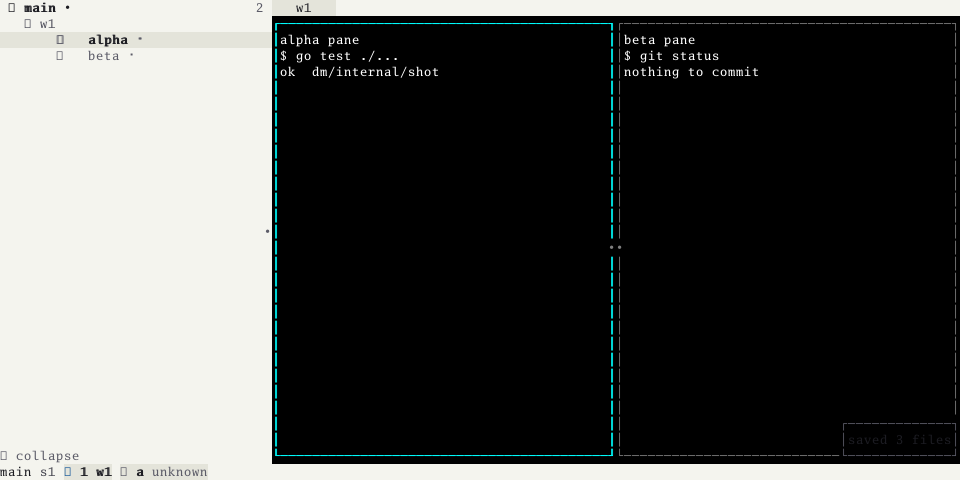 main • 2
w1
alpha •
beta •
collapse
main s1 1 w1 a unknown
w1
alpha pane
$ go test ./...
ok  dm/internal/shot
beta pane
$ git status
nothing to commit
saved 3 files